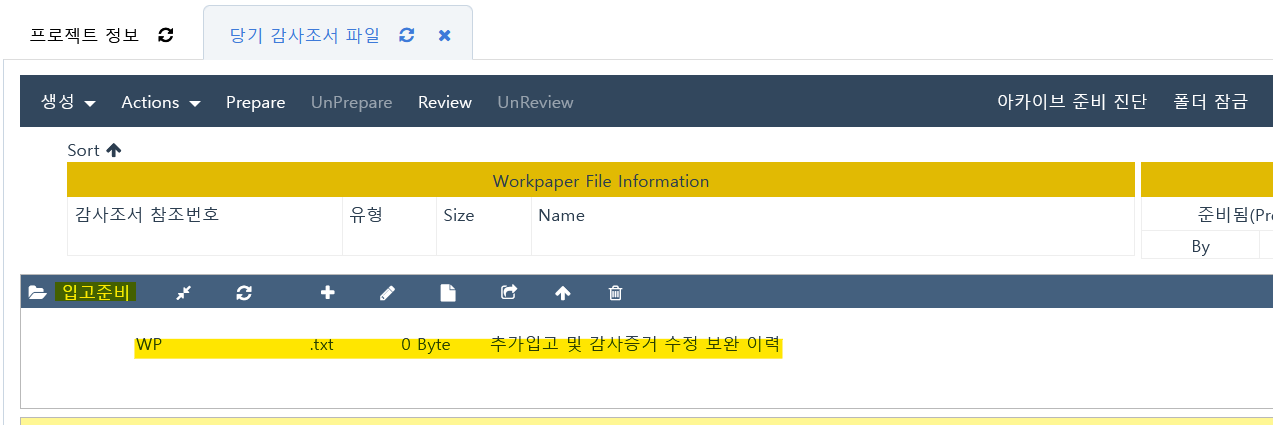 프로젝트 정보 당기 감사조서 파일
생성 Actions Prepare UnPrepare Review UnReview 아카이브 준비 진단 폴더 잠금
Sort
Workpaper File Information
감사조서 참조번호 유형 Size Name 준비됨(Pre
By
입고준비
WP .txt 0 Byte 추가입고 및 감사증거 수정 보완 이력